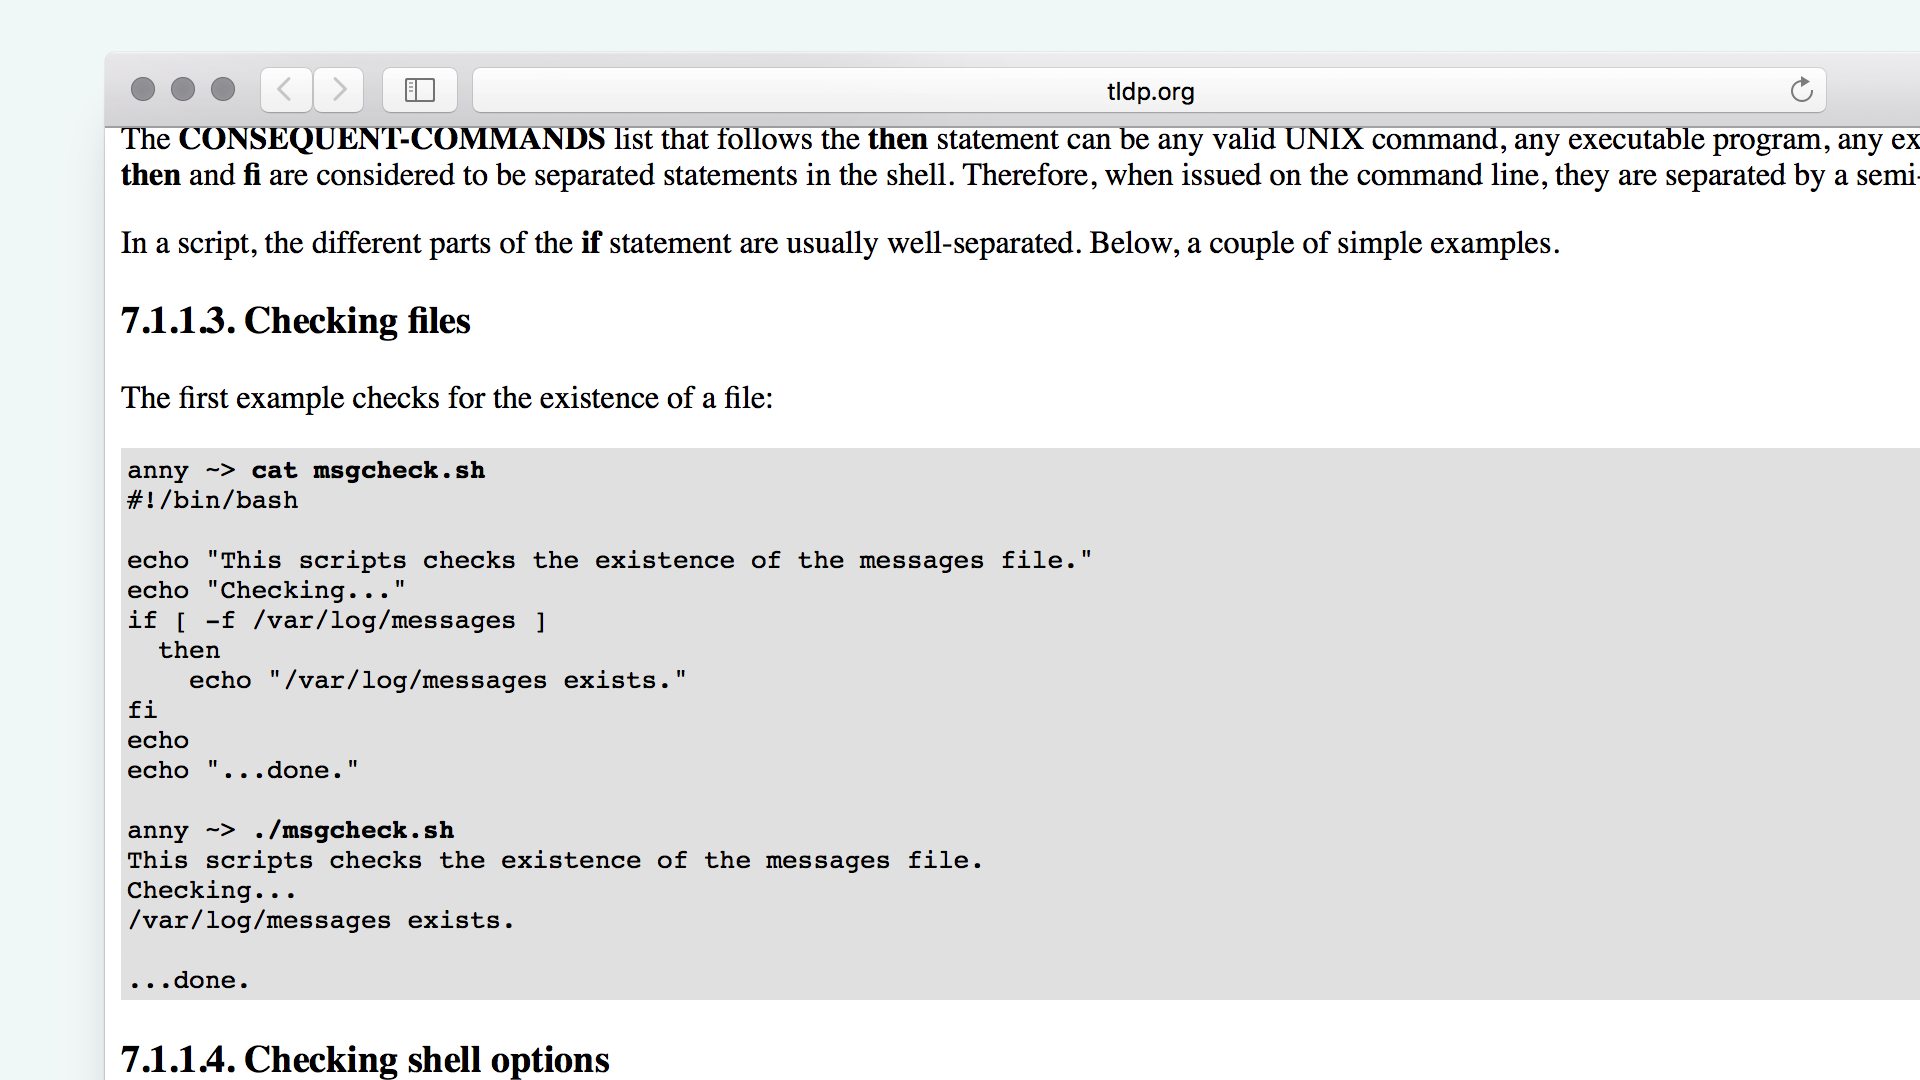 tldp.org
The CONSEQUENT-COMMANDS list that follows the then statement can be any valid UNIX command, any executable program, any ex
then and fi are considered to be separated statements in the shell. Therefore, when issued on the command line, they are separated by a semi-
In a script, the different parts of the if statement are usually well-separated. Below, a couple of simple examples.
7.1.1.3. Checking files
The first example checks for the existence of a file:
anny ~> cat msgcheck.sh
#!/bin/bash
echo "This scripts checks the existence of the messages file."
echo "Checking..."
if [ -f /var/log/messages ]
then
echo "/var/log/messages exists."
fi
echo
echo "...done."
anny ~> ./msgcheck.sh
This scripts checks the existence of the messages file.
Checking...
/var/log/messages exists.
...done.
7.1.1.4. Checking shell options